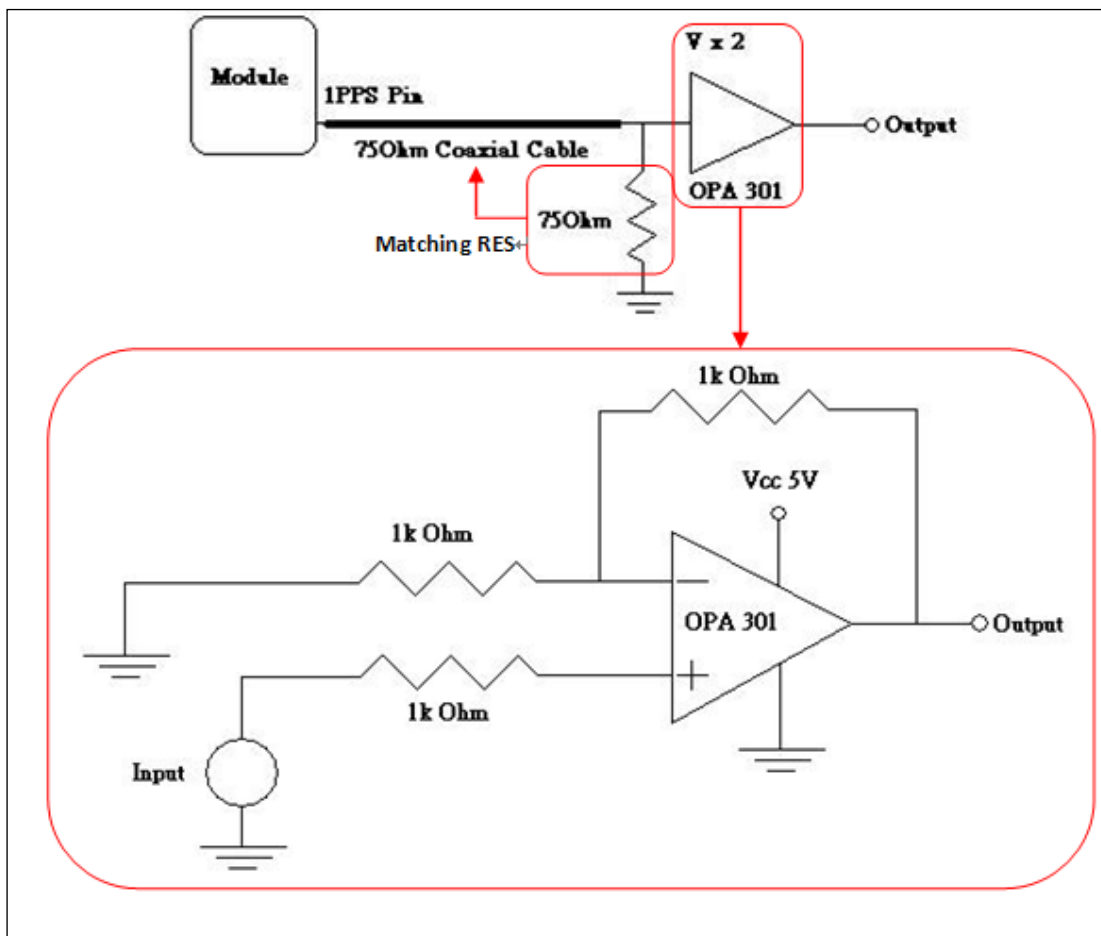 V x 2
Module
1PPS Pin
Output
75Ohm Coaxial Cable
OPA 301
75Ohm
Matching RES↵
1k Ohm
Vcc 5V
1k Ohm
−
OPA 301
Output
+
1k Ohm
Input